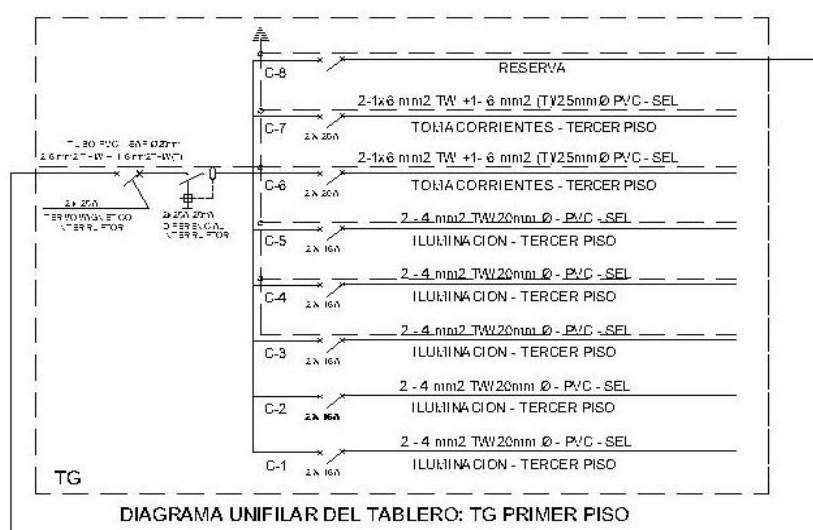 C-8
RESERVA
2-1x6 mm2 TW +1- 6 mm2 (T)/25mmØ PVC - SEL
C-7
2x 20A
TOMACORRIENTES - TERCER PISO
2-1x6 mm2 TW +1- 6 mm2 (T)/25mmØ PVC - SEL
C-6
2x 20A
TOMACORRIENTES - TERCER PISO
TUBO PVC
TERMOMAGNETICO
INTERRUPTOR
DIFERENCIAL
INTERRUPTOR
2 - 4 mm2 TW/20mm Ø - PVC - SEL
C-5
2x 16A
ILUMINACION - TERCER PISO
2 - 4 mm2 TW/20mm Ø - PVC - SEL
C-4
2x 16A
ILUMINACION - TERCER PISO
2 - 4 mm2 TW/20mm Ø - PVC - SEL
C-3
2x 16A
ILUMINACION - TERCER PISO
2 - 4 mm2 TW/20mm Ø - PVC - SEL
C-2
2x 16A
ILUMINACION - TERCER PISO
2 - 4 mm2 TW/20mm Ø - PVC - SEL
C-1
2x 16A
ILUMINACION - TERCER PISO
TG
DIAGRAMA UNIFILAR DEL TABLERO: TG PRIMER PISO